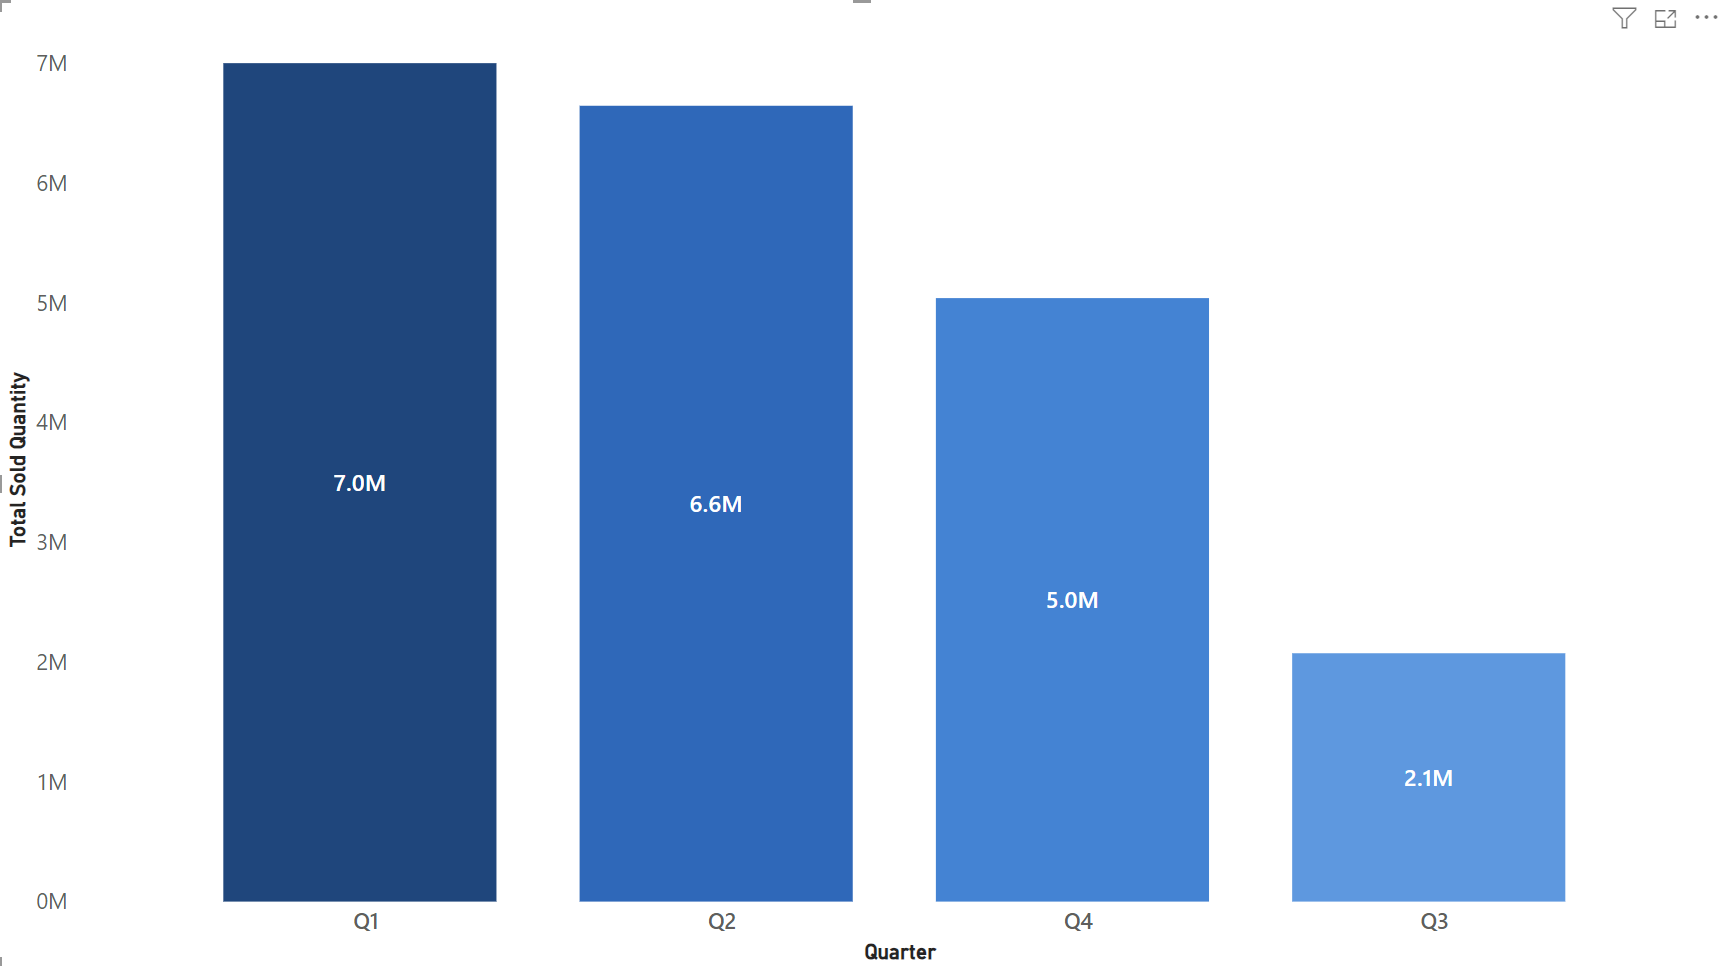 7M
6M
5M
4M
3M
2M
1M
0M
Total Sold Quantity
7.0M
6.6M
5.0M
2.1M
Q1
Q2
Q4
Q3
Quarter